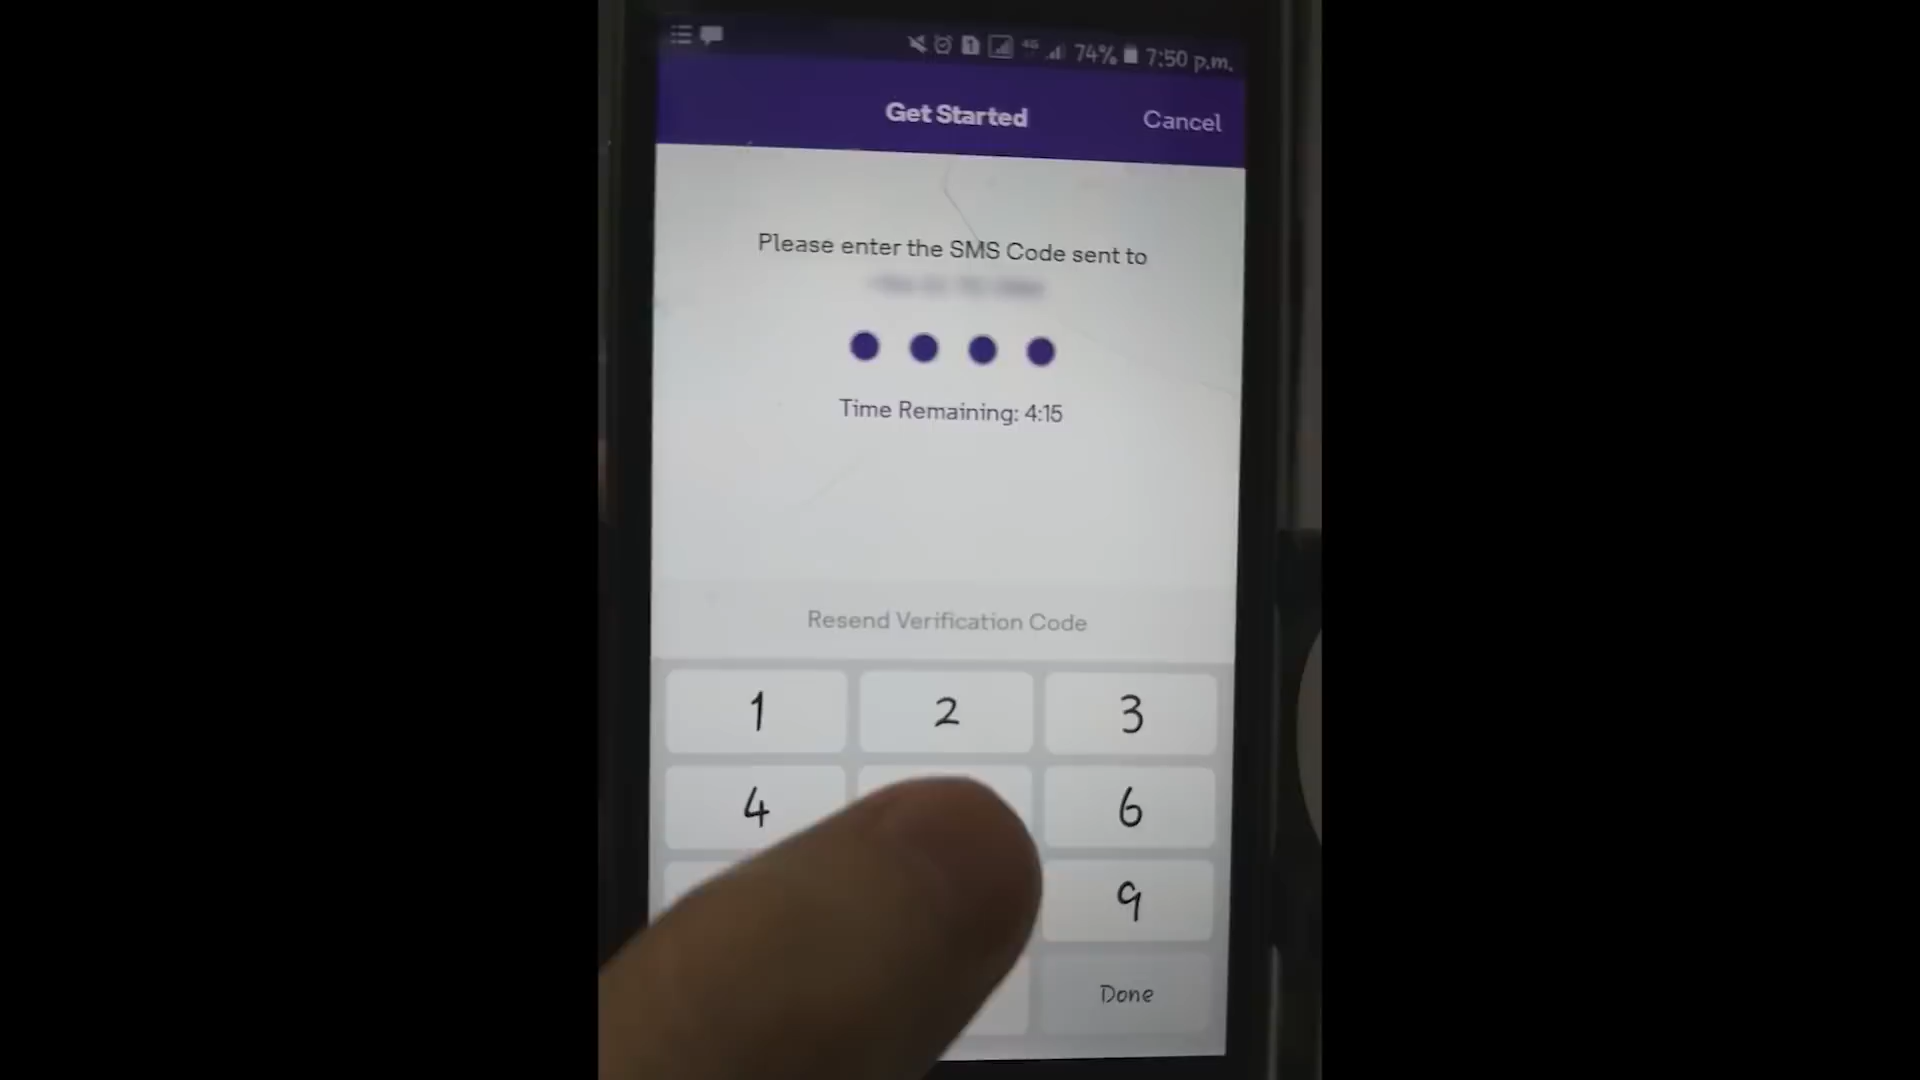 4G 74% 7:50 p.m.
Get Started
Cancel
Please enter the SMS Code sent to
Time Remaining: 4:15
Resend Verification Code
1 2 3
4 6
9
Done